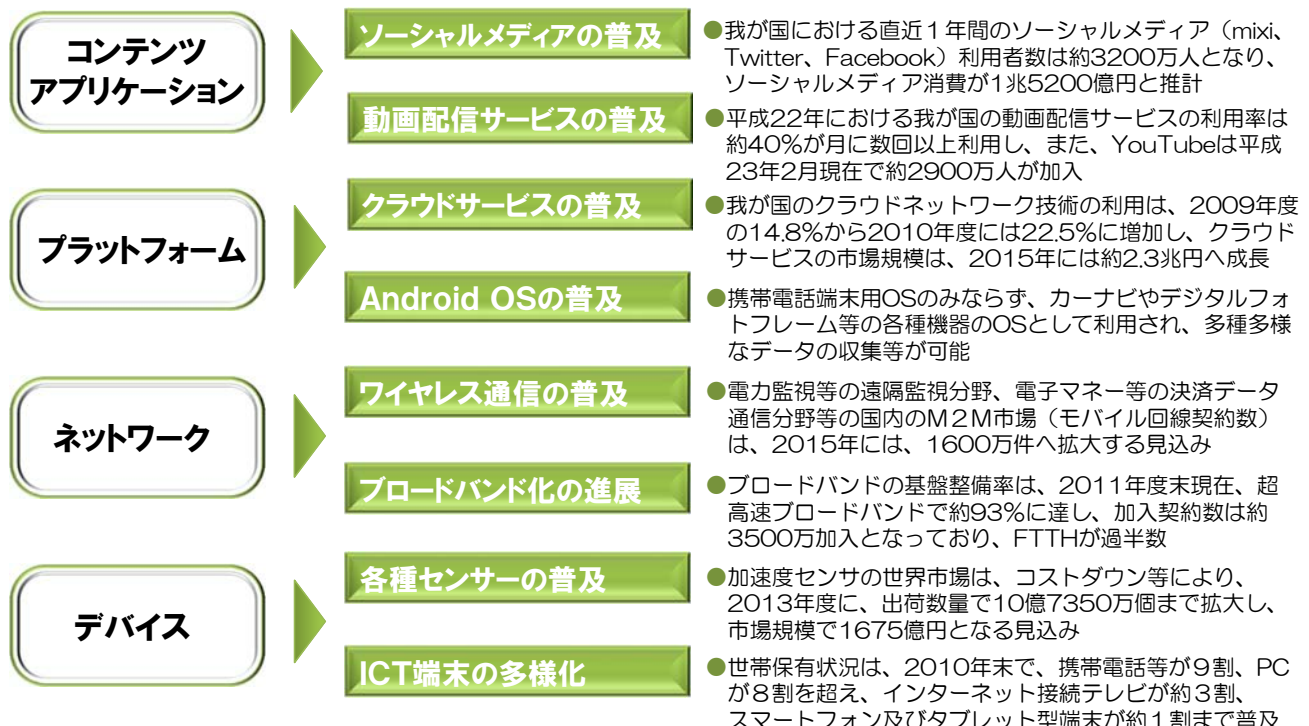 コンテンツ
アプリケーション
ソーシャルメディアの普及
●我が国における直近1年間のソーシャルメディア（mixi、
Twitter、Facebook）利用者数は約3200万人となり、
ソーシャルメディア消費が1兆5200億円と推計
動画配信サービスの普及
●平成22年における我が国の動画配信サービスの利用率は
約40％が月に数回以上利用し、また、YouTubeは平成
23年2月現在で約2900万人が加入
プラットフォーム
クラウドサービスの普及
●我が国のクラウドネットワーク技術の利用は、2009年度
の14.8％から2010年度には22.5％に増加し、クラウド
サービスの市場規模は、2015年には約2.3兆円へ成長
Android OSの普及
●携帯電話端末用OSのみならず、カーナビやデジタルフォ
トフレーム等の各種機器のOSとして利用され、多種多様
なデータの収集等が可能
ネットワーク
ワイヤレス通信の普及
●電力監視等の遠隔監視分野、電子マネー等の決済データ
通信分野等の国内のM２M市場（モバイル回線契約数）
は、2015年には、1600万件へ拡大する見込み
ブロードバンド化の進展
●ブロードバンドの基盤整備率は、2011年度末現在、超
高速ブロードバンドで約93％に達し、加入契約数は約
3500万加入となっており、FTTHが過半数
デバイス
各種センサーの普及
●加速度センサの世界市場は、コストダウン等により、
2013年度に、出荷数量で10億7350万個まで拡大し、
市場規模で1675億円となる見込み
ICT端末の多様化
●世帯保有状況は、2010年末で、携帯電話等が９割、PC
が８割を超え、インターネット接続テレビが約３割、
スマートフォン及びタブレット型端末が約１割まで普及